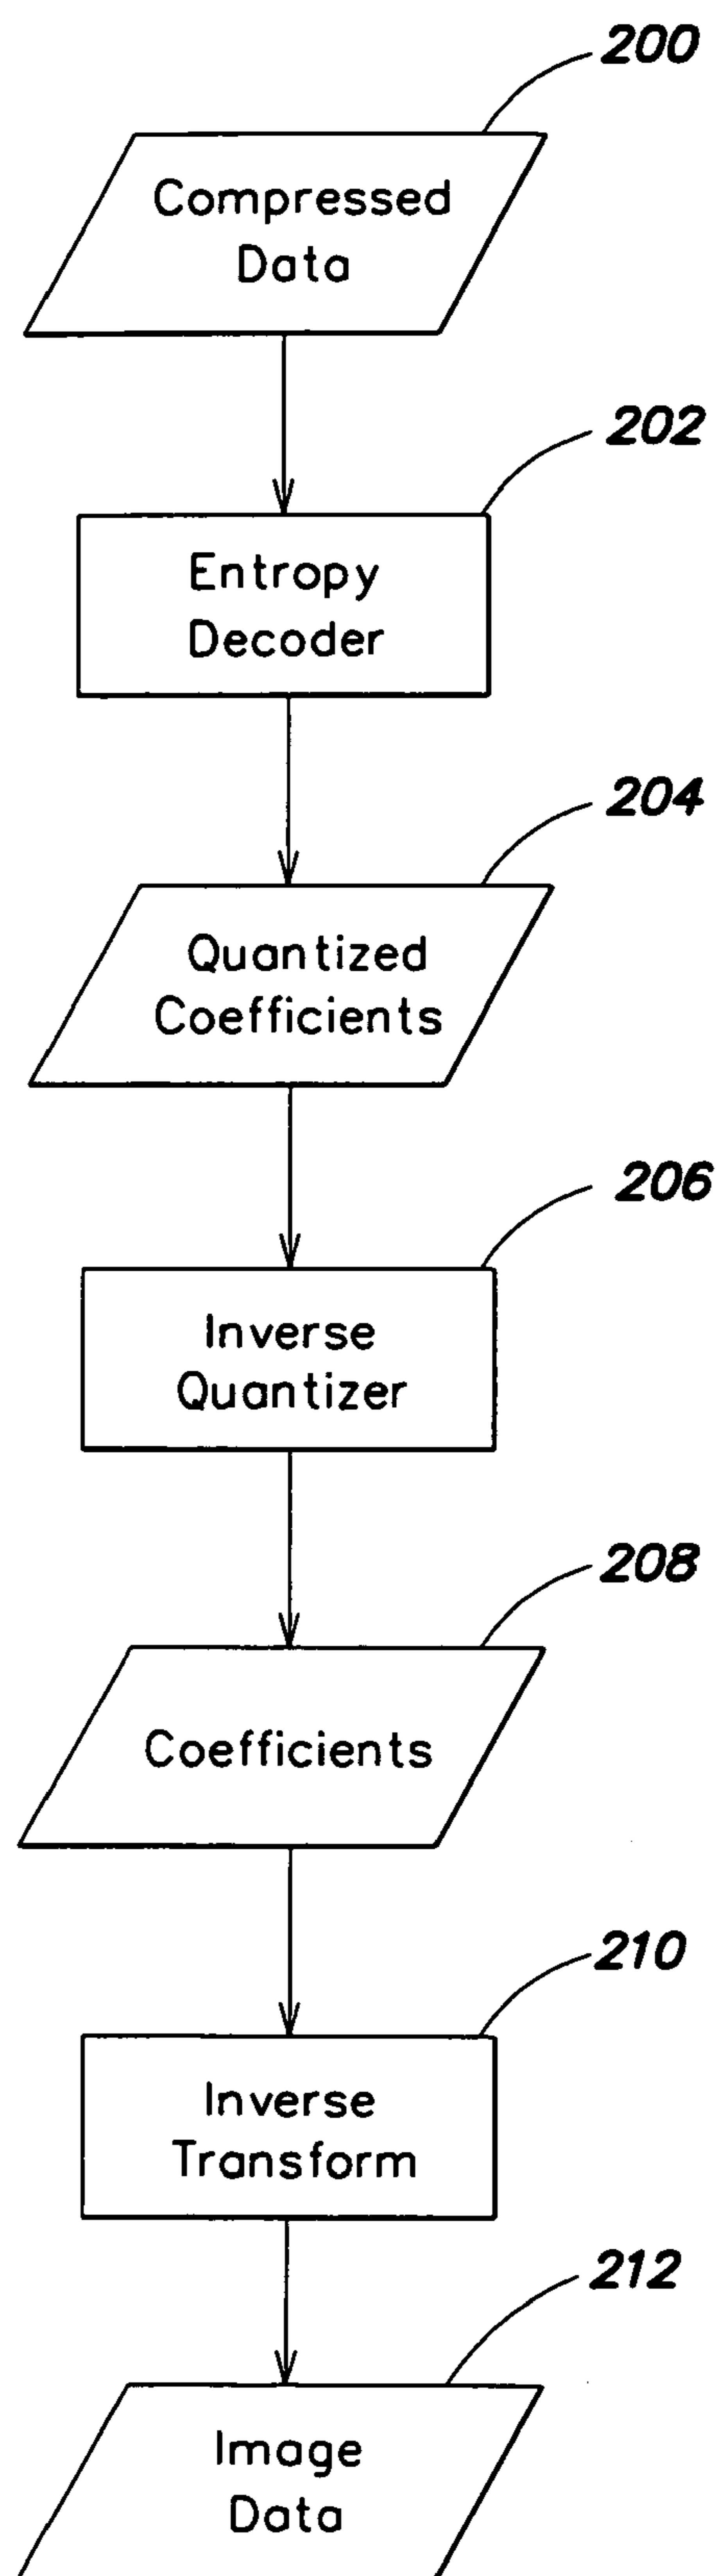 200
Compressed
Data
202
Entropy
Decoder
204
Quantized
Coefficients
206
Inverse
Quantizer
208
Coefficients
210
Inverse
Transform
212
Image
Data